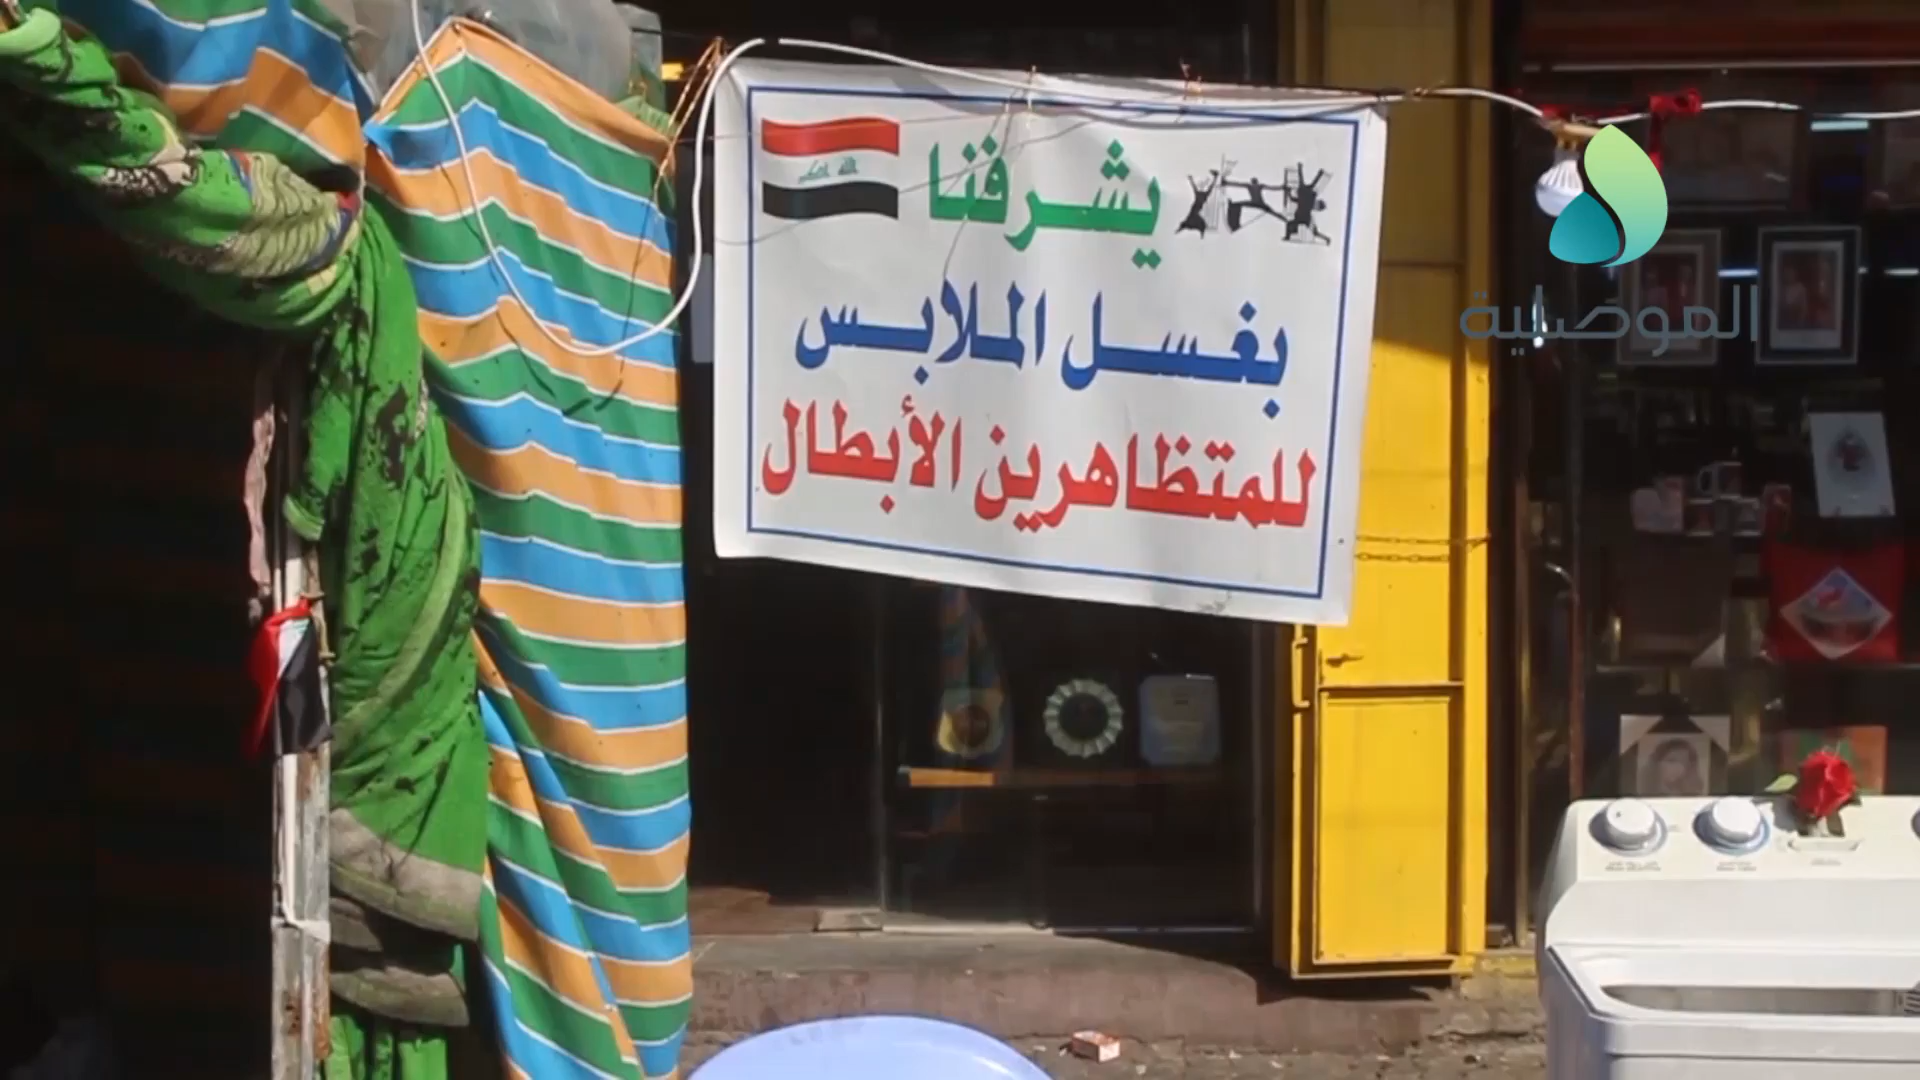 يشرفنا
بغسل الملابس
للمتظاهرين الأبطال
الموصلية